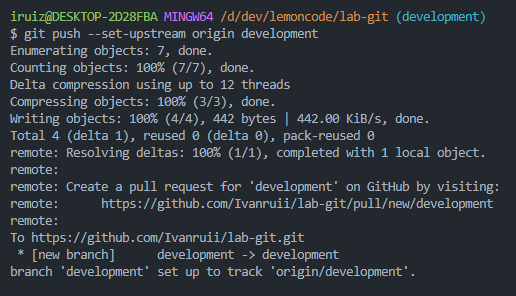 iruiz@DESKTOP-2D28FBA MINGW64 /d/dev/lemoncode/lab-git (development)
$ git push --set-upstream origin development
Enumerating objects: 7, done.
Counting objects: 100% (7/7), done.
Delta compression using up to 12 threads
Compressing objects: 100% (3/3), done.
Writing objects: 100% (4/4), 442 bytes | 442.00 KiB/s, done.
Total 4 (delta 1), reused 0 (delta 0), pack-reused 0
remote: Resolving deltas: 100% (1/1), completed with 1 local object.
remote:
remote: Create a pull request for 'development' on GitHub by visiting:
remote:      https://github.com/Ivanruii/lab-git/pull/new/development
remote:
To https://github.com/Ivanruii/lab-git.git
 * [new branch]      development -> development
branch 'development' set up to track 'origin/development'.